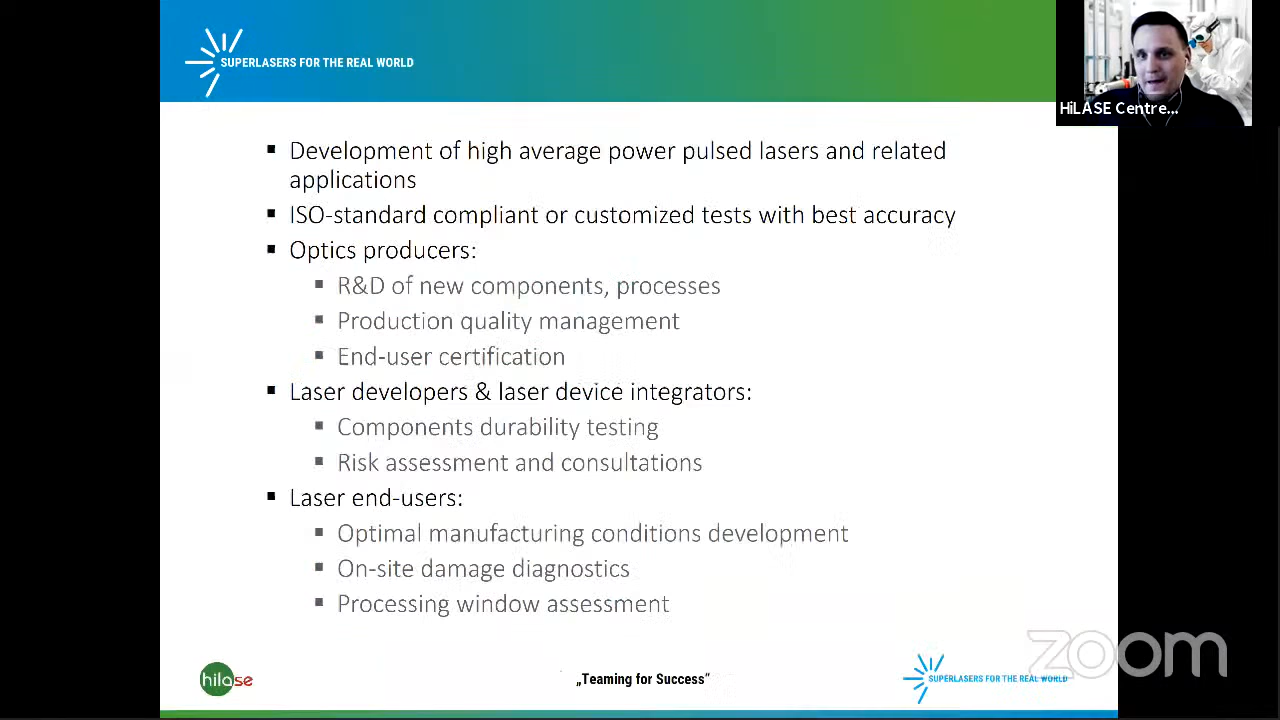 SUPERLASERS FOR THE REAL WORLD
HiLASE Centre...
▪ Development of high average power pulsed lasers and related
applications
▪ ISO-standard compliant or customized tests with best accuracy
▪ Optics producers:
▪ R&D of new components, processes
▪ Production quality management
▪ End-user certification
▪ Laser developers & laser device integrators:
▪ Components durability testing
▪ Risk assessment and consultations
▪ Laser end-users:
▪ Optimal manufacturing conditions development
▪ On-site damage diagnostics
▪ Processing window assessment
hilase
„Teaming for Success”
SUPERLASERS FOR THE REAL WORLD
zoom